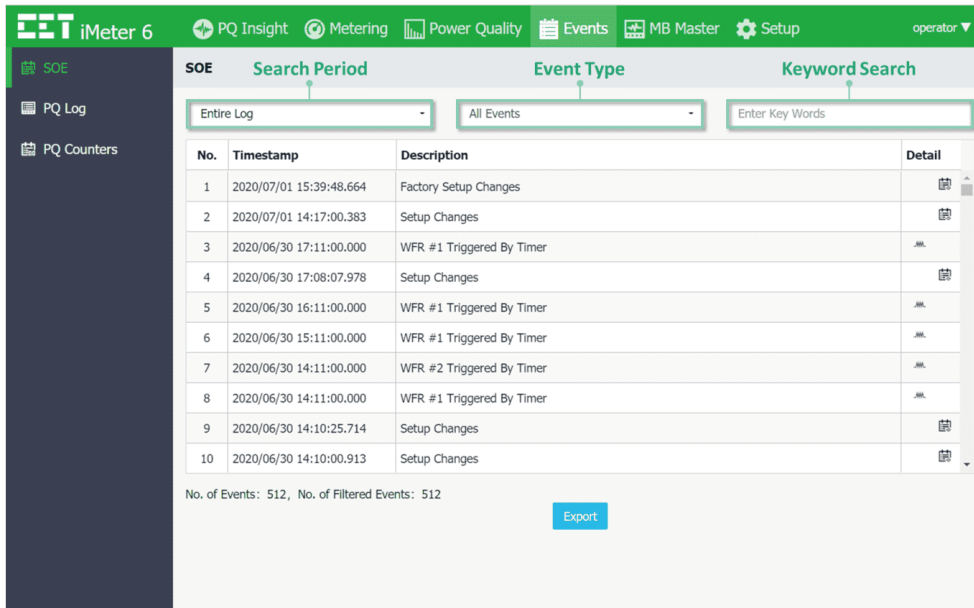 CET iMeter 6 PQ Insight Metering Power Quality Events MB Master Setup operator
SOE
PQ Log
PQ Counters
SOE Search Period Event Type Keyword Search
Entire Log All Events Enter Key Words
No. Timestamp Description Detail
1 2020/07/01 15:39:48.664 Factory Setup Changes
2 2020/07/01 14:17:00.383 Setup Changes
3 2020/06/30 17:11:00.000 WFR #1 Triggered By Timer
4 2020/06/30 17:08:07.978 Setup Changes
5 2020/06/30 16:11:00.000 WFR #1 Triggered By Timer
6 2020/06/30 15:11:00.000 WFR #1 Triggered By Timer
7 2020/06/30 14:11:00.000 WFR #2 Triggered By Timer
8 2020/06/30 14:11:00.000 WFR #1 Triggered By Timer
9 2020/06/30 14:10:25.714 Setup Changes
10 2020/06/30 14:10:00.913 Setup Changes
No. of Events: 512, No. of Filtered Events: 512
Export